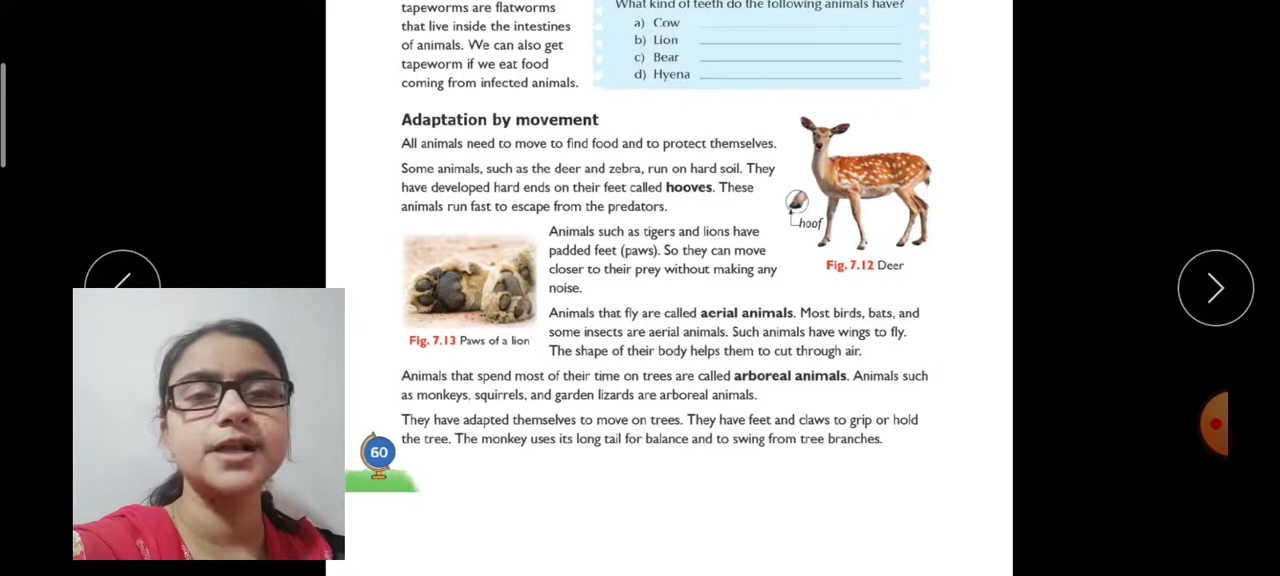 tapeworms are flatworms
that live inside the intestines
of animals. We can also get
tapeworm if we eat food
coming from infected animals.
What kind of teeth do the following animals have?
a) Cow
b) Lion
c) Bear
d) Hyena
Adaptation by movement
All animals need to move to find food and to protect themselves.
Some animals, such as the deer and zebra, run on hard soil. They
have developed hard ends on their feet called hooves. These
animals run fast to escape from the predators.
hoof
Fig. 7.12 Deer
Animals such as tigers and lions have
padded feet (paws). So they can move
closer to their prey without making any
noise.
Fig. 7.13 Paws of a lion
Animals that fly are called aerial animals. Most birds, bats, and
some insects are aerial animals. Such animals have wings to fly.
The shape of their body helps them to cut through air.
Animals that spend most of their time on trees are called arboreal animals. Animals such
as monkeys, squirrels, and garden lizards are arboreal animals.
They have adapted themselves to move on trees. They have feet and claws to grip or hold
the tree. The monkey uses its long tail for balance and to swing from tree branches.
60